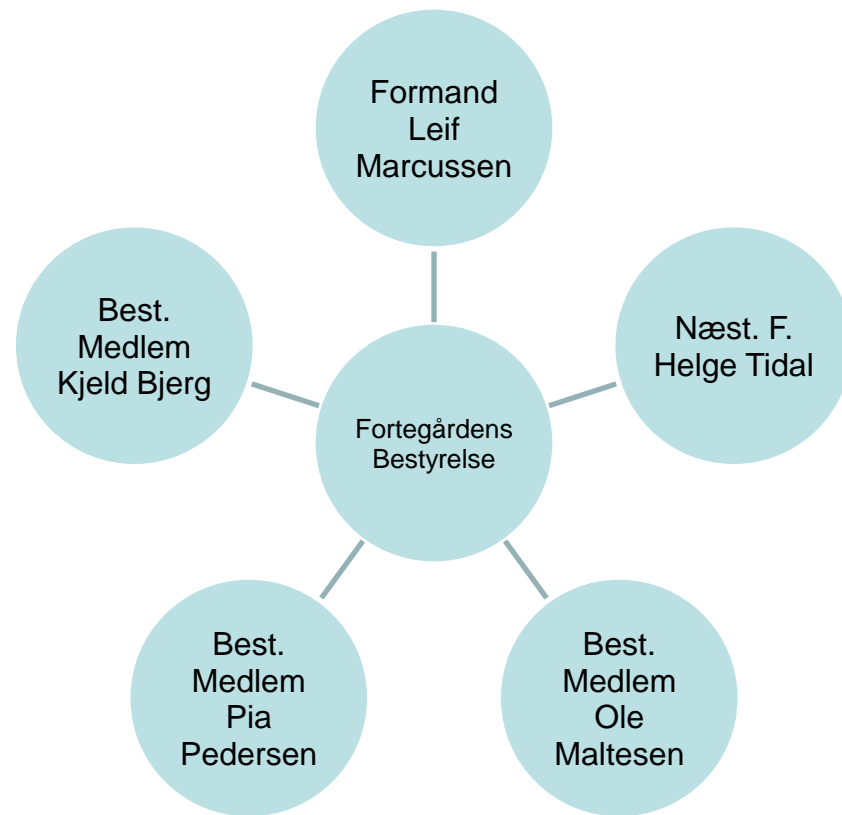 Formand
Leif
Marcussen
Best.
Medlem
Kjeld Bjerg
Næst. F.
Helge Tidal
Fortegårdens
Bestyrelse
Best.
Medlem
Pia
Pedersen
Best.
Medlem
Ole
Maltesen